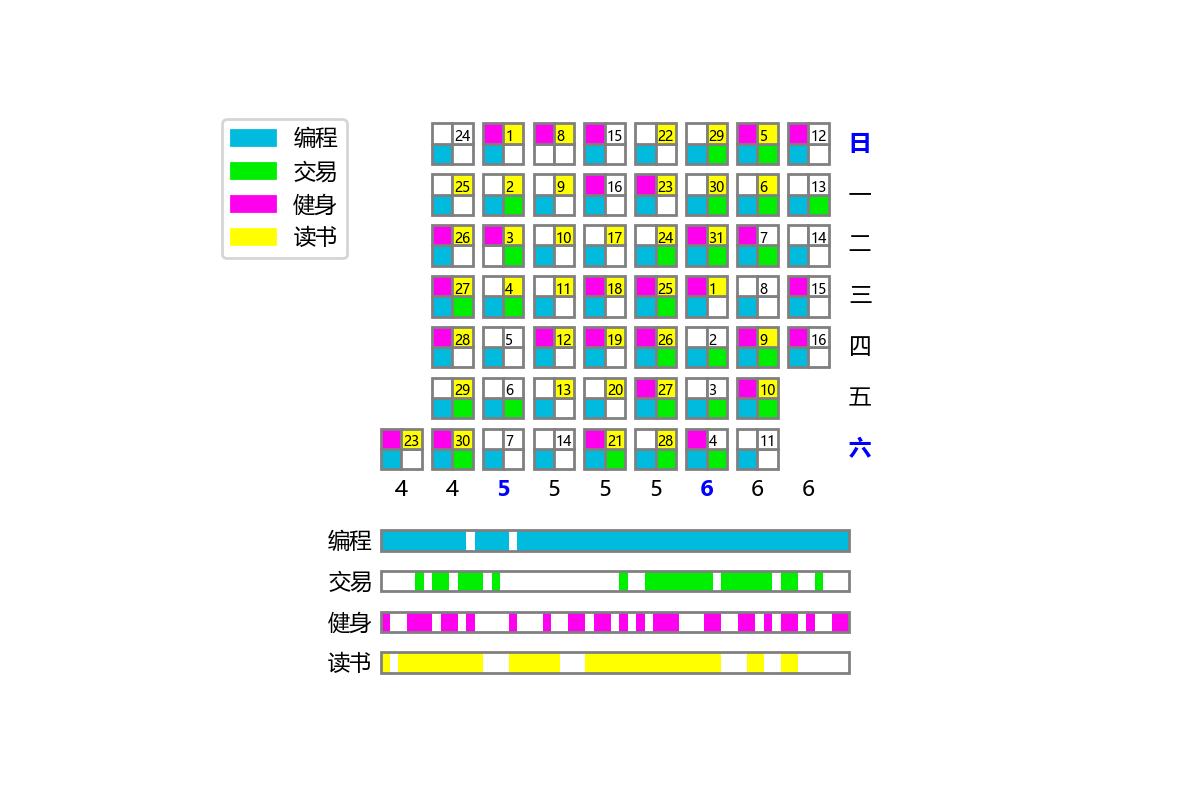 编程
交易
健身
读书
24 1 8 15 22 29 5 12 日
25 2 9 16 23 30 6 13 一
26 3 10 17 24 31 7 14 二
27 4 11 18 25 1 8 15 三
28 5 12 19 26 2 9 16 四
29 6 13 20 27 3 10 五
23 30 7 14 21 28 4 11 六
4 4 5 5 5 5 6 6 6
编程
交易
健身
读书